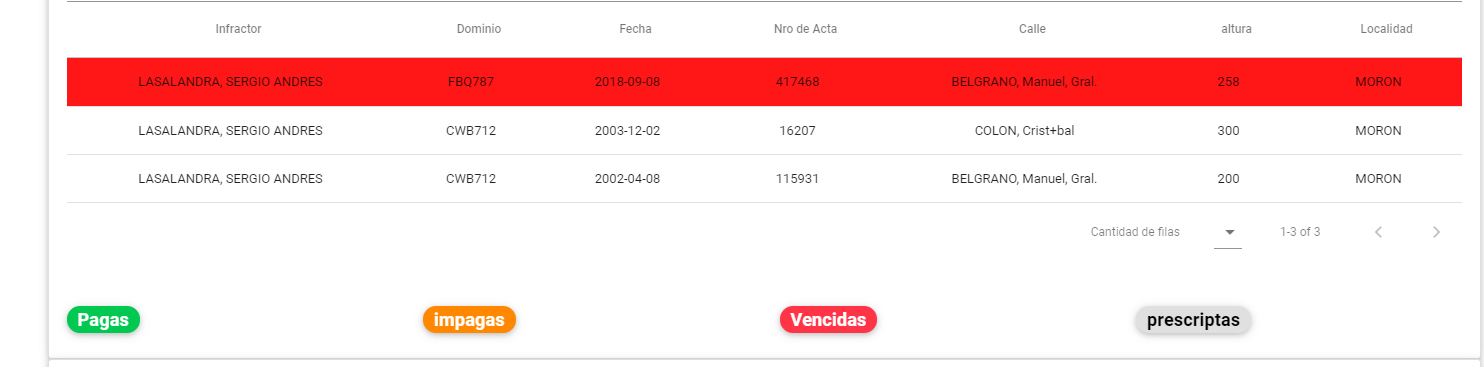 Infractor Dominio Fecha Nro de Acta Calle altura Localidad
LASALANDRA, SERGIO ANDRES FBQ787 2018-09-08 417468 BELGRANO, Manuel, Gral. 258 MORON
LASALANDRA, SERGIO ANDRES CWB712 2003-12-02 16207 COLON, Crist+bal 300 MORON
LASALANDRA, SERGIO ANDRES CWB712 2002-04-08 115931 BELGRANO, Manuel, Gral. 200 MORON
Cantidad de filas 1-3 of 3
Pagas impagas Vencidas prescriptas